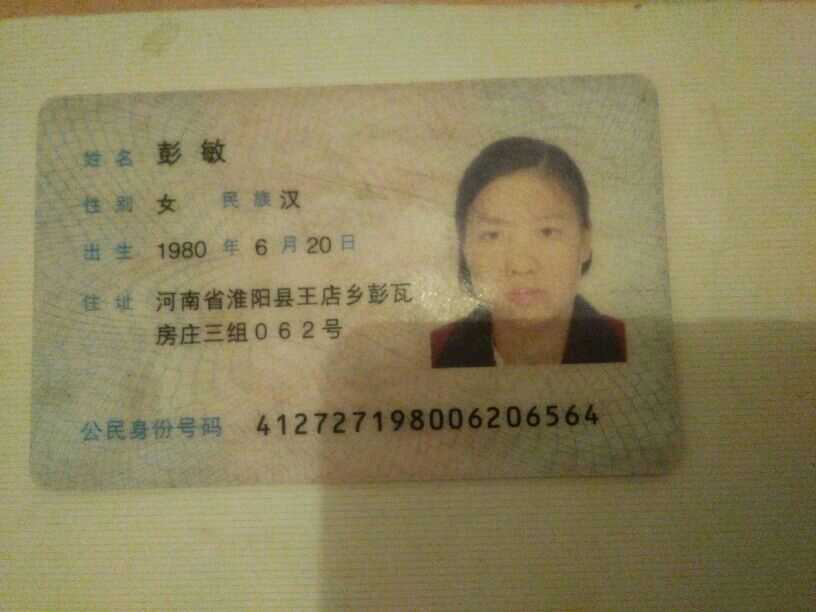 姓名 彭敏
性别 女 民族 汉
出生 1980 年 6 月 20 日
住址 河南省淮阳县王店乡彭瓦
房庄三组062号
公民身份号码 412727198006206564